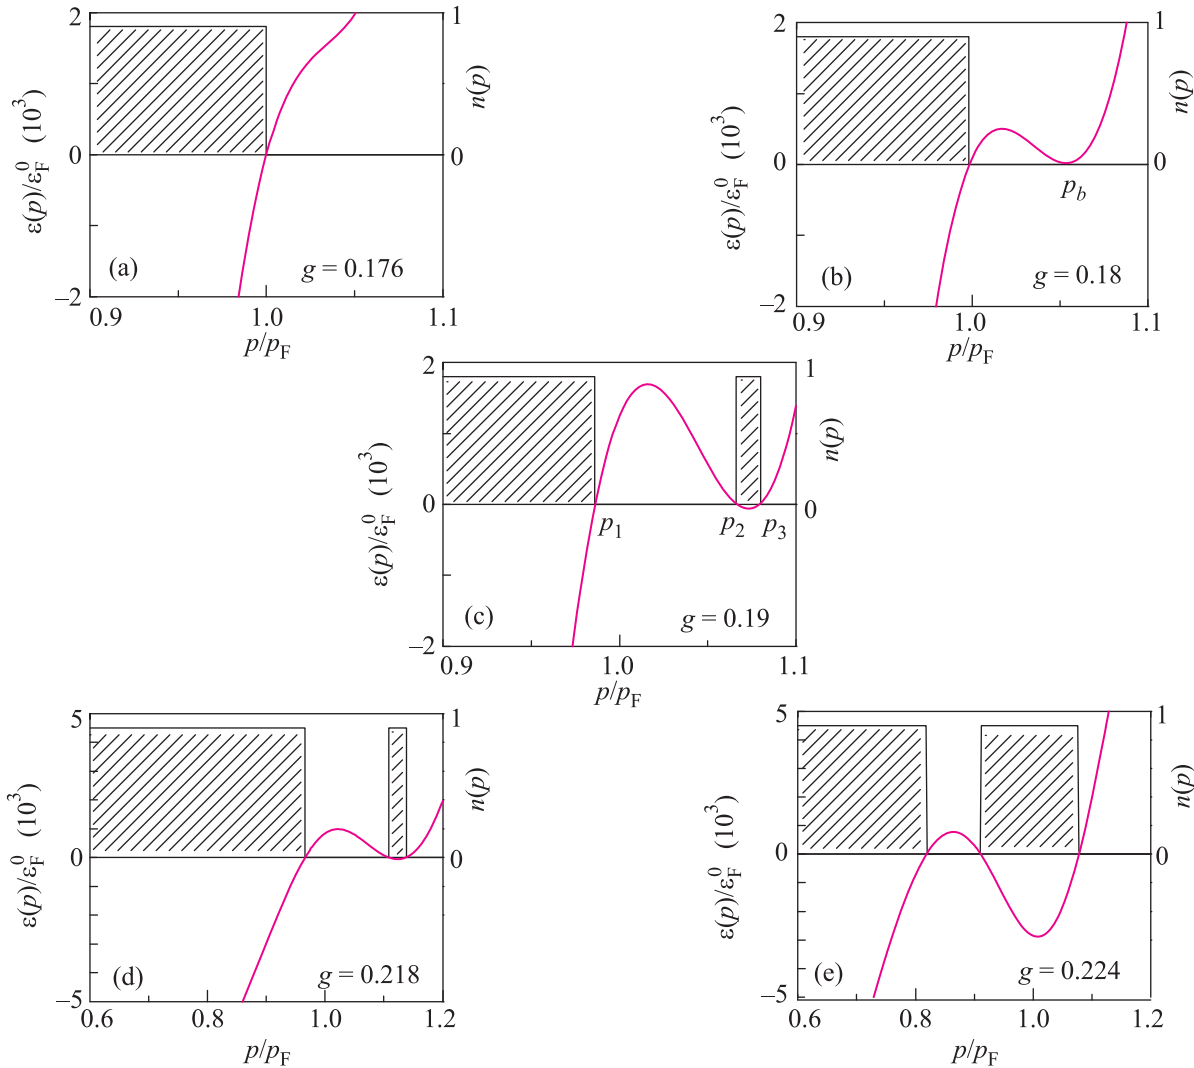 2
1
0
−2
0
ε(p)/ε_F^0 (10^3)
n(p)
(a)
g = 0.176
0.9
1.0
1.1
p/p_F
2
1
0
−2
0
ε(p)/ε_F^0 (10^3)
n(p)
p_b
(b)
g = 0.18
0.9
1.0
1.1
p/p_F
2
1
0
−2
0
ε(p)/ε_F^0 (10^3)
n(p)
p_1
p_2
p_3
(c)
g = 0.19
0.9
1.0
1.1
p/p_F
5
1
0
−5
0
ε(p)/ε_F^0 (10^3)
n(p)
(d)
g = 0.218
0.6
0.8
1.0
1.2
p/p_F
5
1
0
−5
0
ε(p)/ε_F^0 (10^3)
n(p)
(e)
g = 0.224
0.6
0.8
1.0
1.2
p/p_F